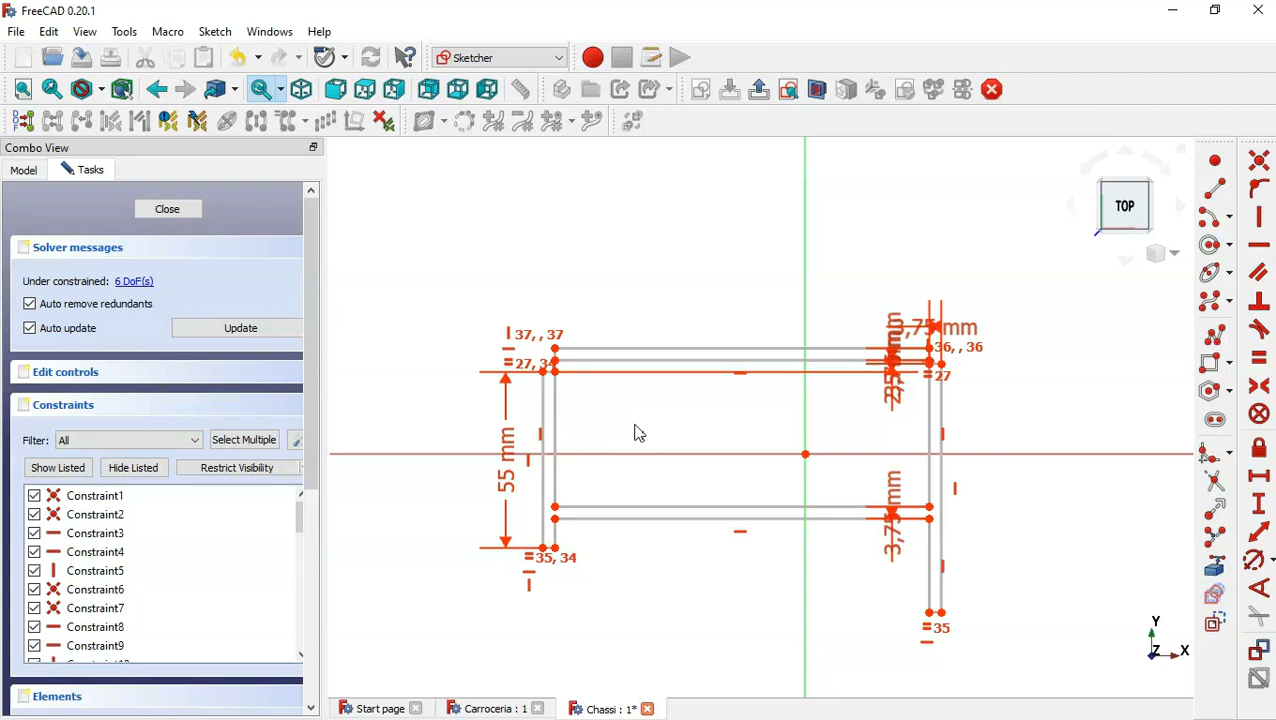 FreeCAD 0.20.1
File Edit View Tools Macro Sketch Windows Help
Sketcher
Combo View
Model Tasks
Close
Solver messages
Under constrained: 6 DoF(s)
Auto remove redundants
Auto update Update
Edit controls
Constraints
Filter: All Select Multiple
Show Listed Hide Listed Restrict Visibility
Constraint1
Constraint2
Constraint3
Constraint4
Constraint5
Constraint6
Constraint7
Constraint8
Constraint9
Elements
TOP
3,75 mm
37, , 37
36, , 36
27, 34
27
55 mm
3,75 mm
35, 34
35
Y
Z X
Start page Carroceria : 1 Chassi : 1*